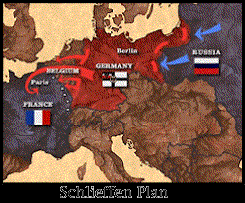 Berlin
RUSSIA
GERMANY
BELGIUM
Paris
FRANCE
Schlieffen Plan